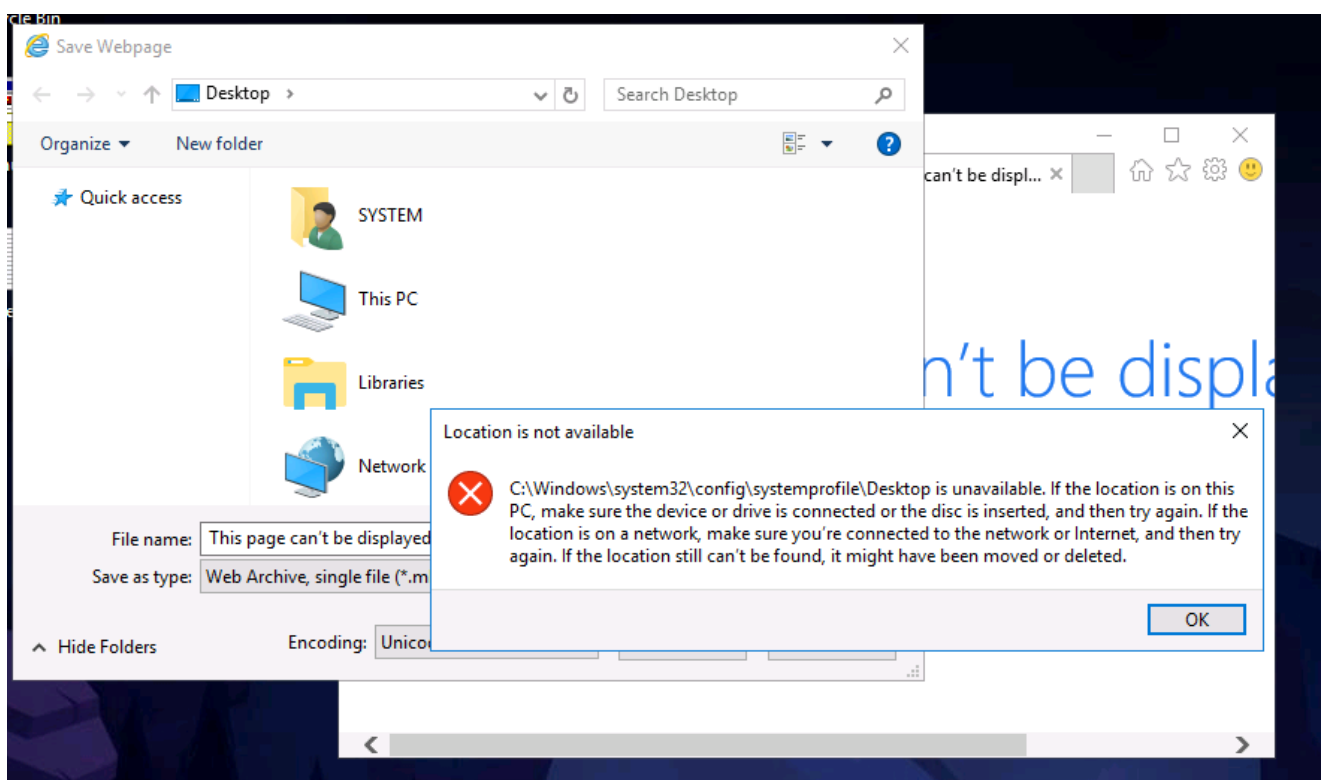 cle Bin
Save Webpage
Desktop
Search Desktop
Organize
New folder
can't be displ...
Quick access
SYSTEM
This PC
Libraries
Network
n't be displa
Location is not available
C:\Windows\system32\config\systemprofile\Desktop is unavailable. If the location is on this
PC, make sure the device or drive is connected or the disc is inserted, and then try again. If the
location is on a network, make sure you're connected to the network or Internet, and then try
again. If the location still can't be found, it might have been moved or deleted.
OK
File name: This page can't be displayed
Save as type: Web Archive, single file (*.m
Hide Folders
Encoding: Unico